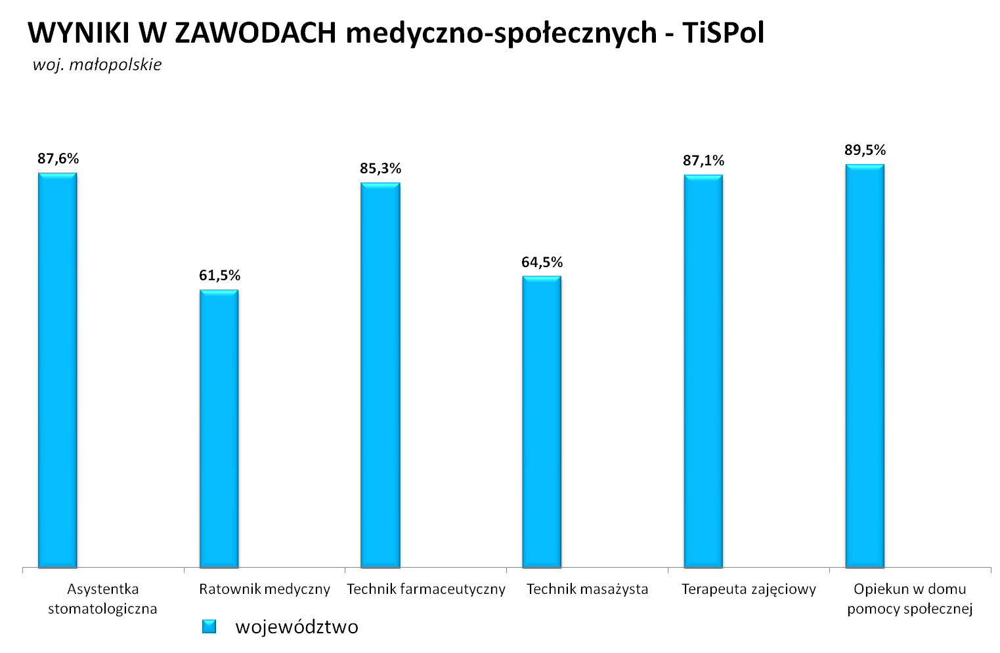 WYNIKI W ZAWODACH medyczno-społecznych - TiSPol
woj. małopolskie
87,6%
61,5%
85,3%
64,5%
87,1%
89,5%
Asystentka
stomatologiczna
Ratownik medyczny
Technik farmaceutyczny
Technik masażysta
Terapeuta zajęciowy
Opiekun w domu
pomocy społecznej
województwo